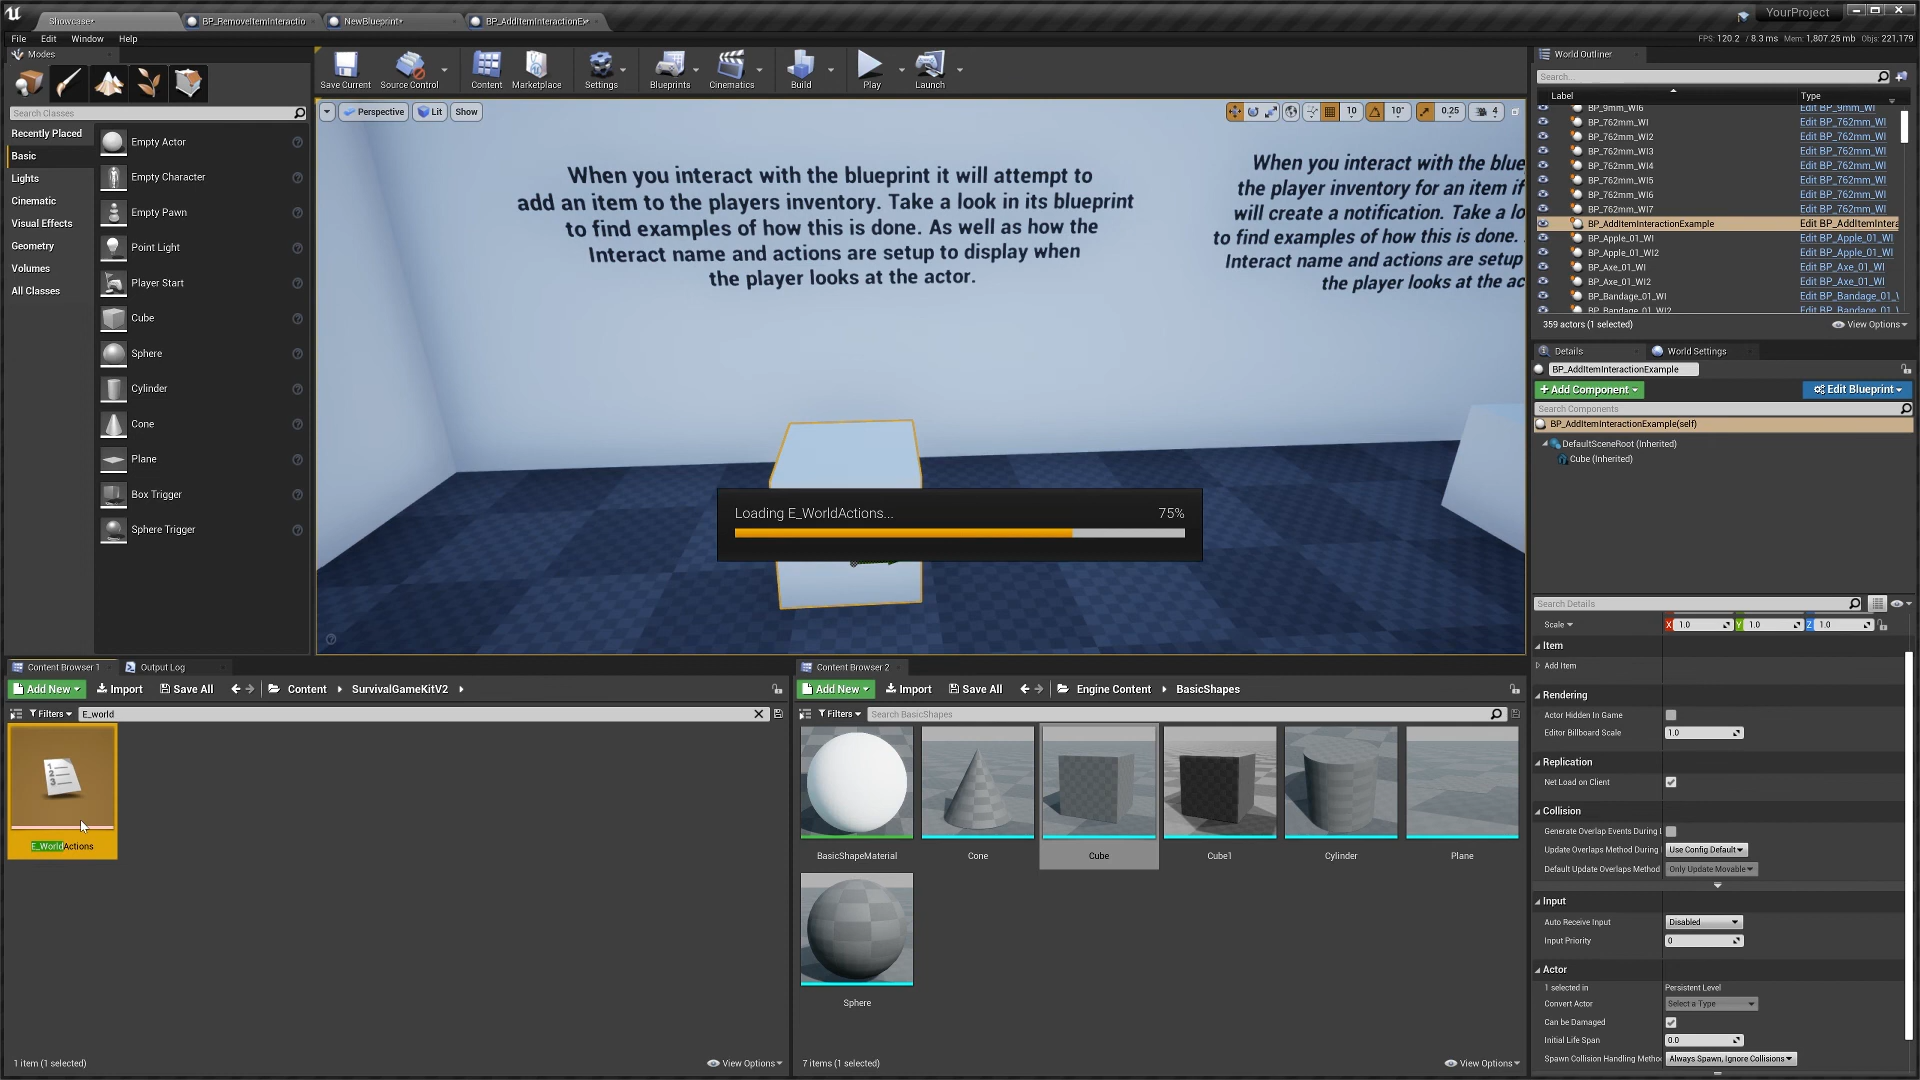 Showcase*
BP_RemoveItemInteractio
NewBlueprint*
BP_AddItemInteractionEx*
YourProject
File Edit Window Help
FPS: 120.2 / 8.3 ms Mem: 1,807.25 mb Objs: 221,179
Modes
Search Classes
Recently Placed
Basic
Lights
Cinematic
Visual Effects
Geometry
Volumes
All Classes
Empty Actor
Empty Character
Empty Pawn
Point Light
Player Start
Cube
Sphere
Cylinder
Cone
Plane
Box Trigger
Sphere Trigger
Save Current
Source Control
Content
Marketplace
Settings
Blueprints
Cinematics
Build
Play
Launch
Perspective Lit Show
10 10° 0.25 4
When you interact with the blueprint it will attempt to
add an item to the players inventory. Take a look in its blueprint
to find examples of how this is done. As well as how the
Interact name and actions are setup to display when
the player looks at the actor.
When you interact with the blue
the player inventory for an item if
will create a notification. Take a lo
to find examples of how this is done.
Interact name and actions are setup
the player looks at the ac
Loading E_WorldActions... 75%
World Outliner
Search...
Label Type
BP_9mm_WI6 Edit BP_9mm_WI
BP_762mm_WI Edit BP_762mm_WI
BP_762mm_WI2 Edit BP_762mm_WI
BP_762mm_WI3 Edit BP_762mm_WI
BP_762mm_WI4 Edit BP_762mm_WI
BP_762mm_WI5 Edit BP_762mm_WI
BP_762mm_WI6 Edit BP_762mm_WI
BP_762mm_WI7 Edit BP_762mm_WI
BP_AddItemInteractionExample Edit BP_AddItemIntera
BP_Apple_01_WI Edit BP_Apple_01_WI
BP_Apple_01_WI2 Edit BP_Apple_01_WI
BP_Axe_01_WI Edit BP_Axe_01_WI
BP_Axe_01_WI2 Edit BP_Axe_01_WI
BP_Bandage_01_WI Edit BP_Bandage_01_
BP_Bandage_01_WI2 Edit BP_Bandage_01_
359 actors (1 selected) View Options
Details World Settings
BP_AddItemInteractionExample
Add Component Edit Blueprint
Search Components
BP_AddItemInteractionExample(self)
DefaultSceneRoot (Inherited)
Cube (Inherited)
Search Details
Scale X 1.0 Y 1.0 Z 1.0
Item
Add Item
Rendering
Actor Hidden In Game
Editor Billboard Scale 1.0
Replication
Net Load on Client
Collision
Generate Overlap Events During L
Update Overlaps Method During Use Config Default
Default Update Overlaps Method Only Update Movable
Input
Auto Receive Input Disabled
Input Priority 0
Actor
1 selected in Persistent Level
Convert Actor Select a Type
Can be Damaged
Initial Life Span 0.0
Spawn Collision Handling Metho Always Spawn, Ignore Collisions
Content Browser 1 Output Log
Add New Import Save All Content SurvivalGameKitV2
Filters E_world
E_WorldActions
1 item (1 selected) View Options
Content Browser 2
Add New Import Save All Engine Content BasicShapes
Filters Search BasicShapes
BasicShapeMaterial
Cone
Cube
Cube1
Cylinder
Plane
Sphere
7 items (1 selected) View Options